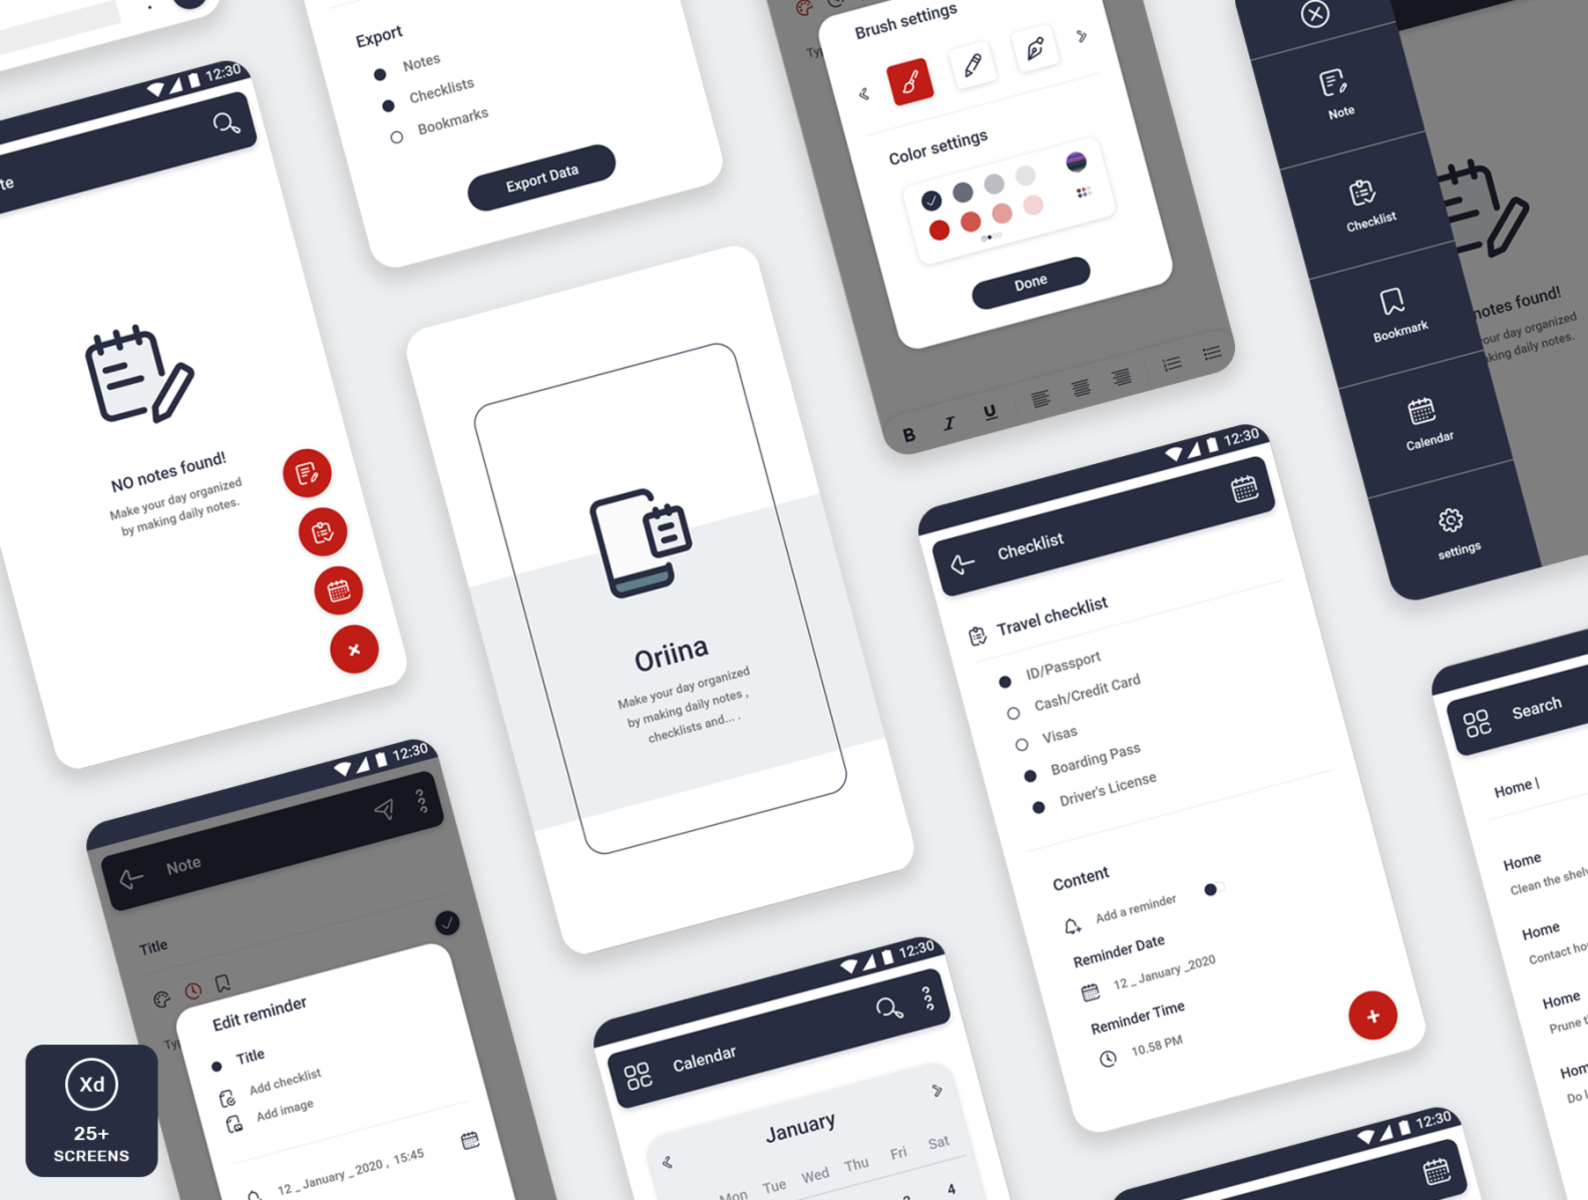 12:30
te
NO notes found!
Make your day organized
by making daily notes.
Export
Notes
Checklists
Bookmarks
Export Data
Brush settings
Color settings
Done
B I U
Note
Checklist
Bookmark
Calendar
settings
notes found!
our day organized
king daily notes.
Oriina
Make your day organized
by making daily notes ,
checklists and... .
12:30
Checklist
Travel checklist
ID/Passport
Cash/Credit Card
Visas
Boarding Pass
Driver's License
Content
Add a reminder
Reminder Date
12 _ January _2020
Reminder Time
10.58 PM
+
Search
Home |
Home
Clean the shel
Home
Contact ho
Home
Prune t
Hom
Do l
12:30
Note
Title
Ty
Edit reminder
Title
Add checklist
Add image
12 _ January _ 2020 , 15:45
12:30
Calendar
January
Mon Tue Wed Thu Fri Sat
4
12:30
Xd
25+
SCREENS